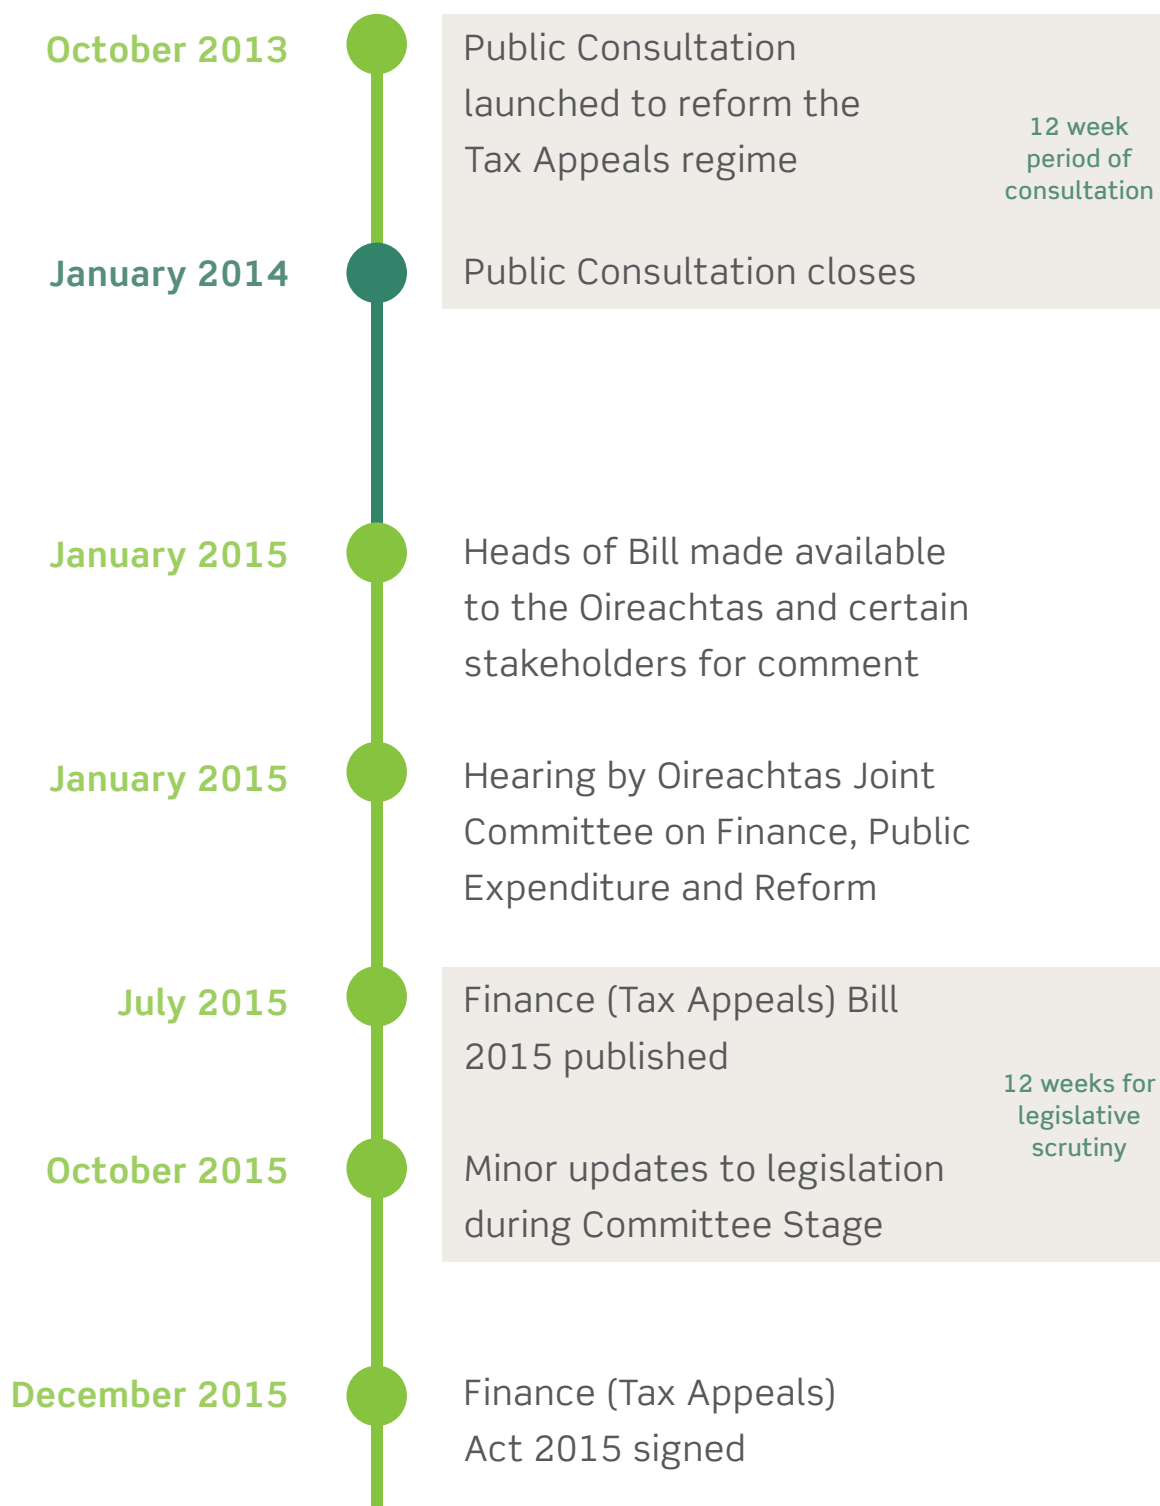 October 2013
Public Consultation
launched to reform the
Tax Appeals regime
12 week
period of
consultation
January 2014
Public Consultation closes
January 2015
Heads of Bill made available
to the Oireachtas and certain
stakeholders for comment
January 2015
Hearing by Oireachtas Joint
Committee on Finance, Public
Expenditure and Reform
July 2015
Finance (Tax Appeals) Bill
2015 published
12 weeks for
legislative
scrutiny
October 2015
Minor updates to legislation
during Committee Stage
December 2015
Finance (Tax Appeals)
Act 2015 signed